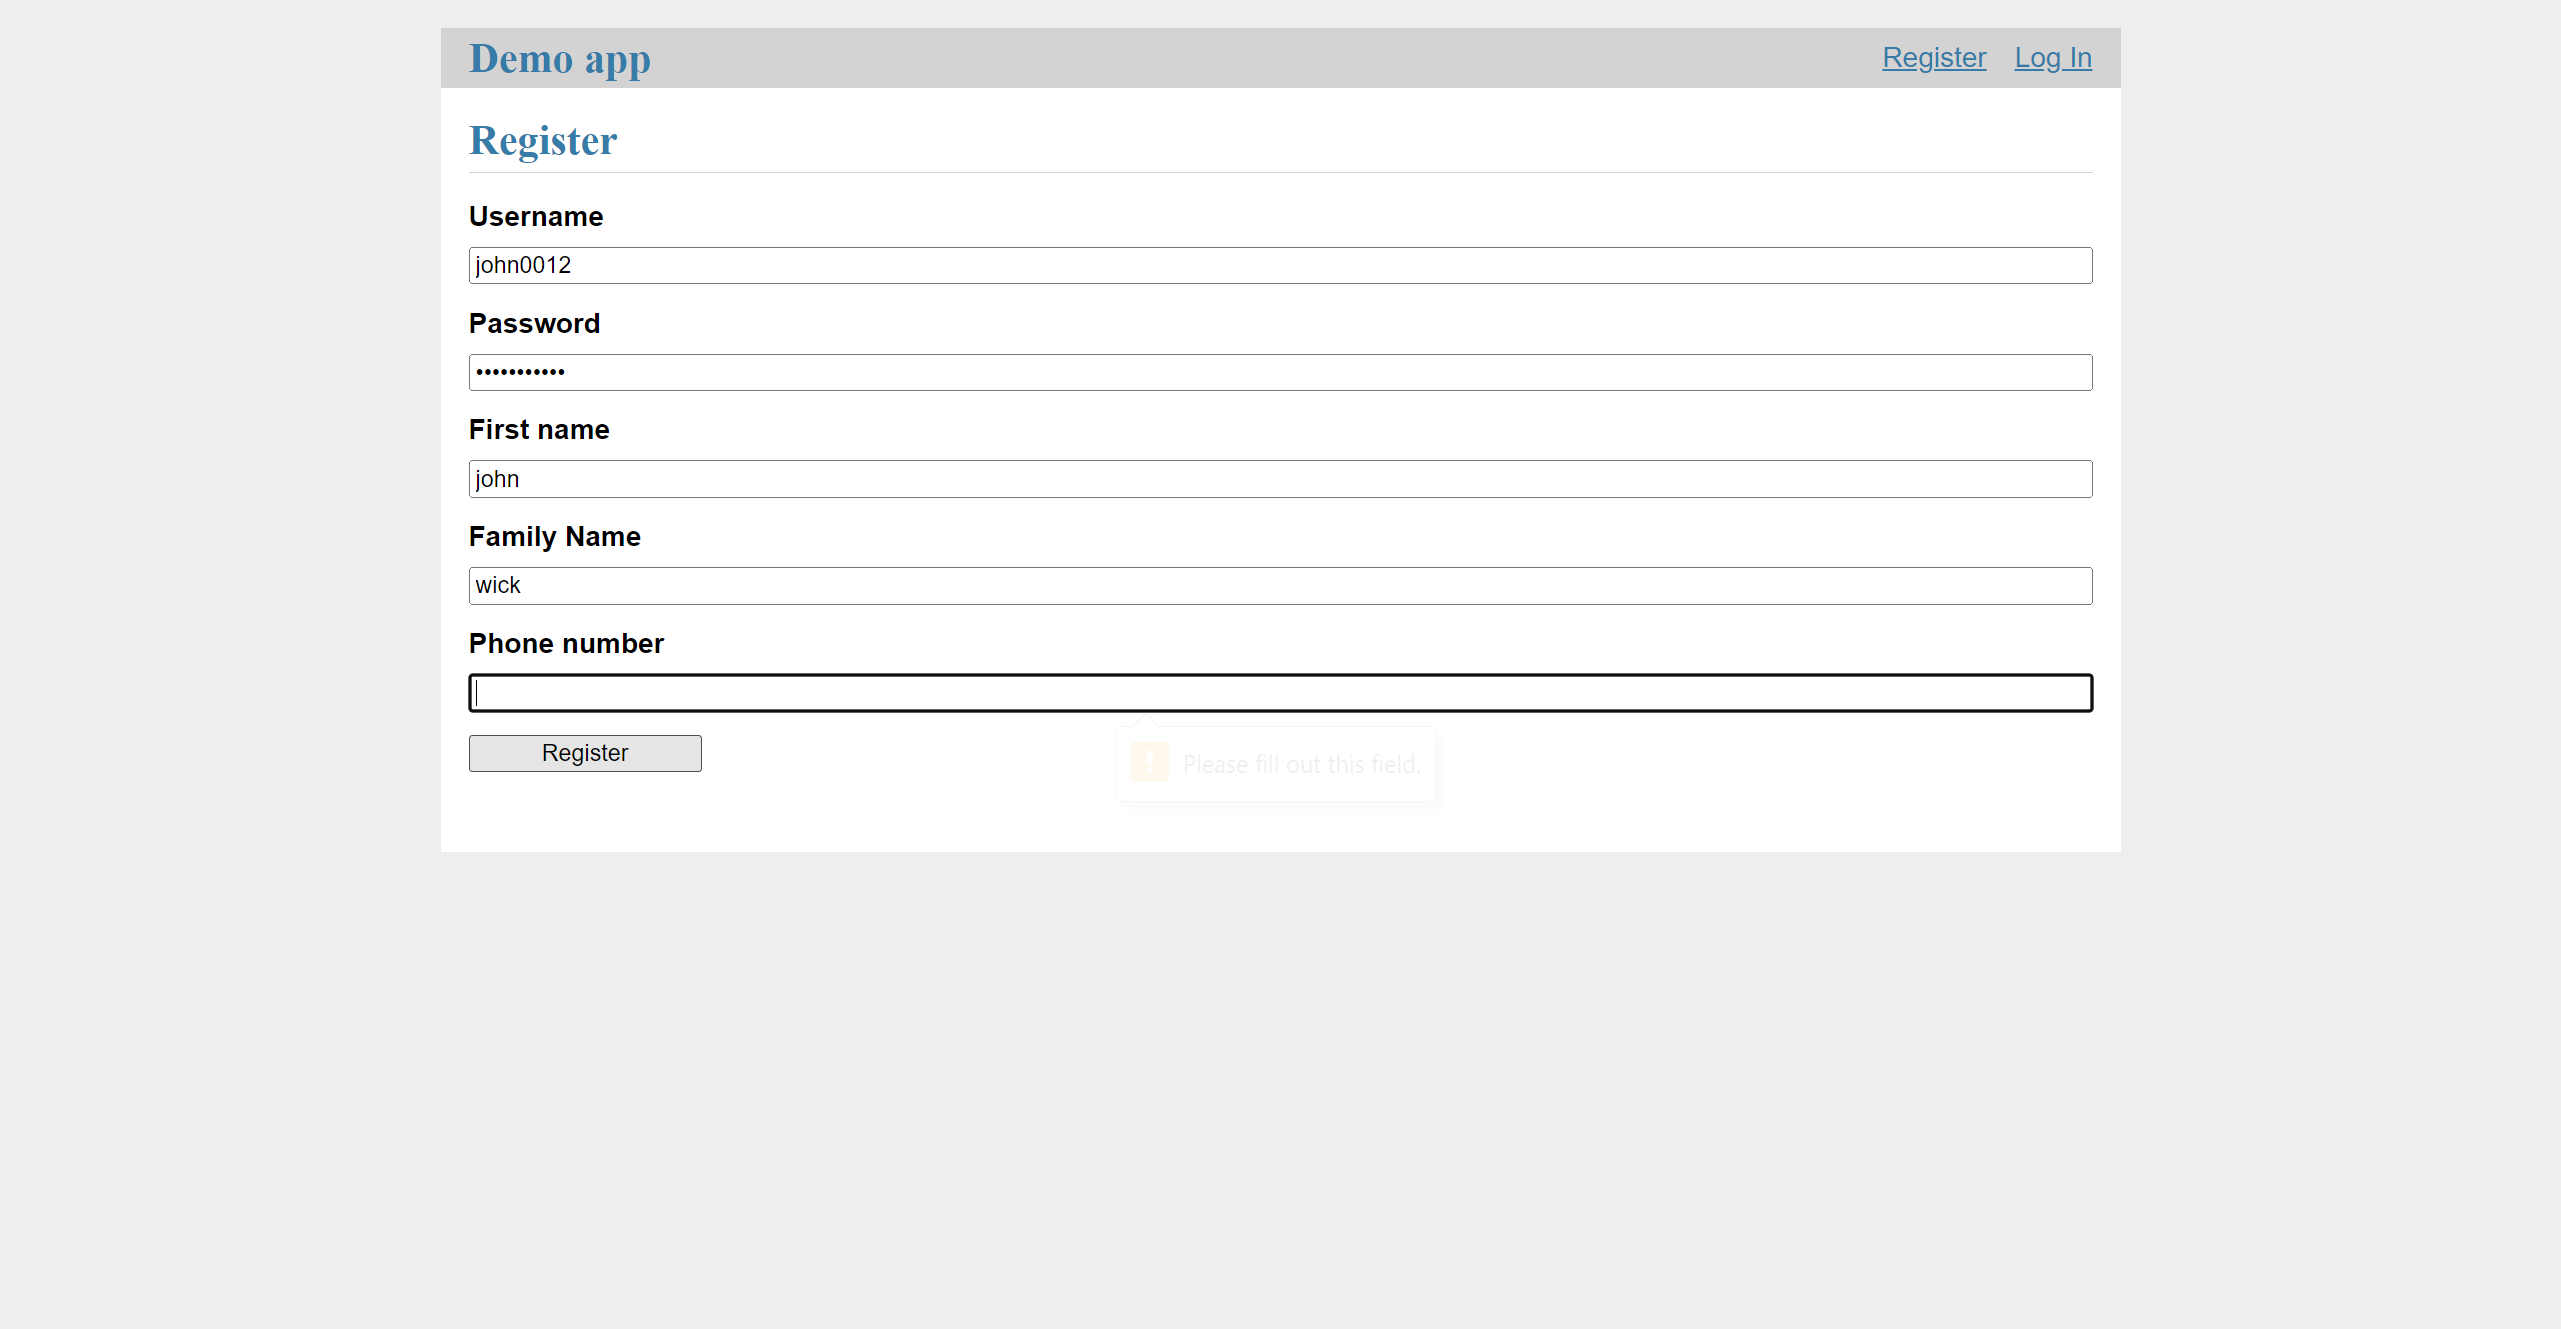 Demo app Register Log In
Register
Username
john0012
Password
•••••••••••
First name
john
Family Name
wick
Phone number
Register
Please fill out this field.